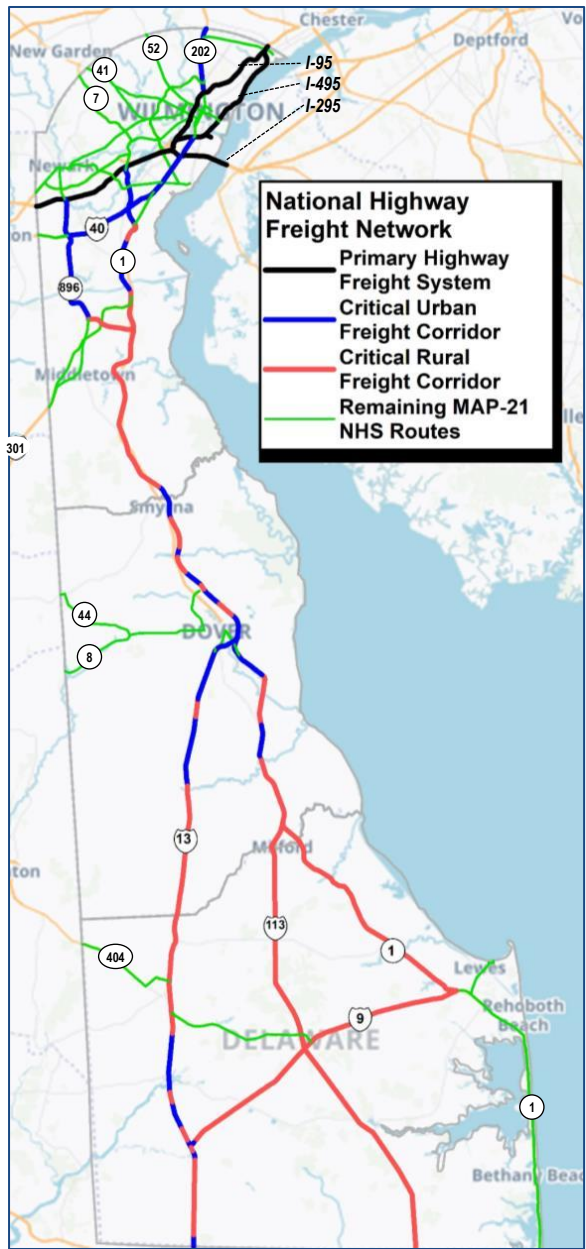 Chester
New Garden
52
202
Deptford
41
I-95
7
I-495
WILMINGTON
I-295
Newark
National Highway
Freight Network
Primary Highway
Freight System
Critical Urban
Freight Corridor
Critical Rural
Freight Corridor
Remaining MAP-21
NHS Routes
40
1
896
Middletown
301
Smyrna
44
DOVER
8
13
Milford
113
1
404
Lewes
9
Rehoboth
Beach
DELAWARE
1
Bethany Beac